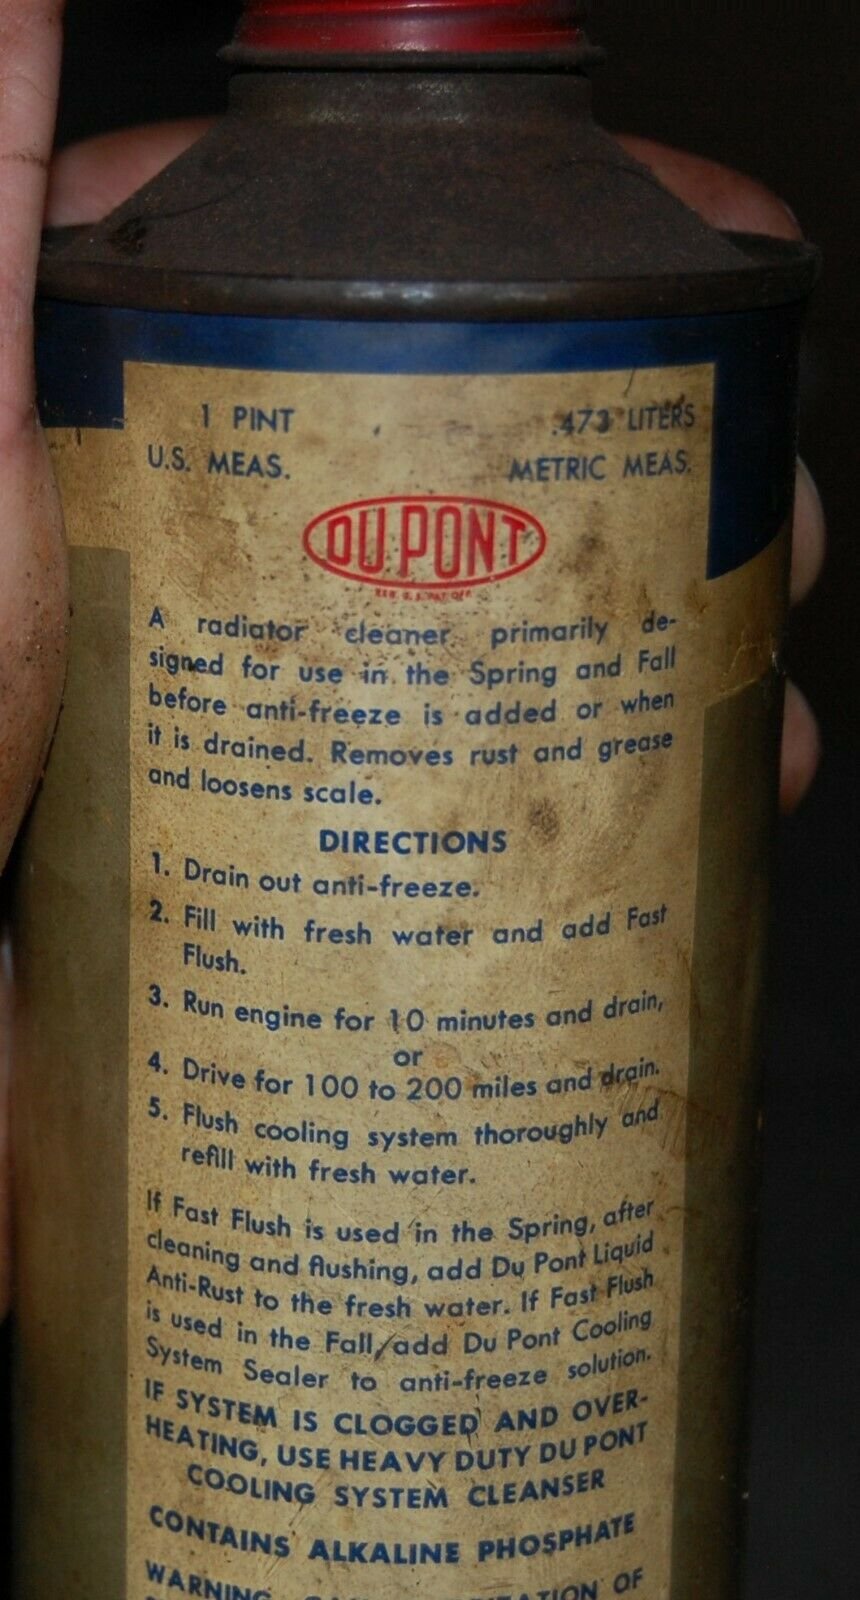 1 PINT .473 LITERS
U.S. MEAS. METRIC MEAS.
DU PONT
REG. U.S. PAT. OFF.
A radiator cleaner primarily de-
signed for use in the Spring and Fall
before anti-freeze is added or when
it is drained. Removes rust and grease
and loosens scale.
DIRECTIONS
1. Drain out anti-freeze.
2. Fill with fresh water and add Fast
Flush.
3. Run engine for 10 minutes and drain,
or
4. Drive for 100 to 200 miles and drain.
5. Flush cooling system thoroughly and
refill with fresh water.
If Fast Flush is used in the Spring, after
cleaning and flushing, add Du Pont Liquid
Anti-Rust to the fresh water. If Fast Flush
is used in the Fall, add Du Pont Cooling
System Sealer to anti-freeze solution.
IF SYSTEM IS CLOGGED AND OVER-
HEATING, USE HEAVY DUTY DU PONT
COOLING SYSTEM CLEANSER
CONTAINS ALKALINE PHOSPHATE
WARNING OF